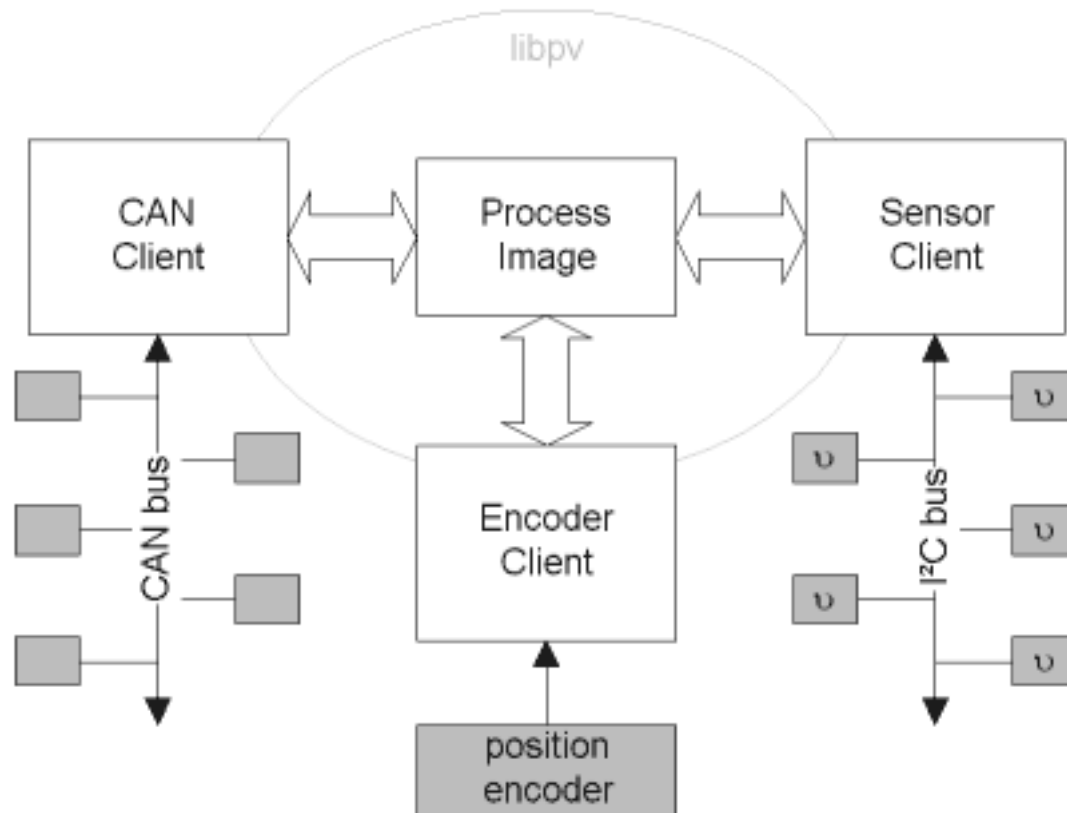 libpv
CAN
Client
Process
Image
Sensor
Client
υ
υ
CAN bus
Encoder
Client
I²C bus
υ
υ
υ
position
encoder